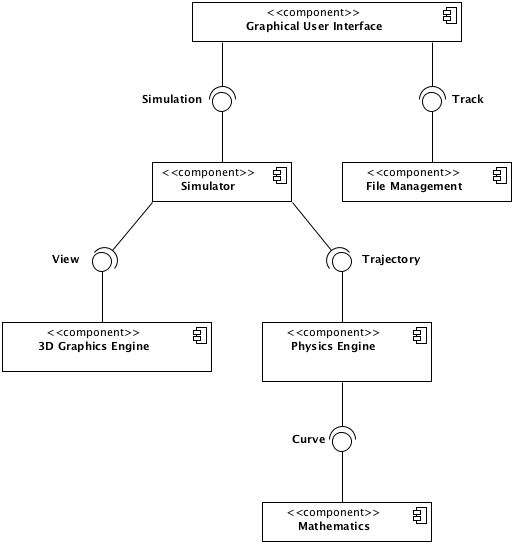 <<component>>
Graphical User Interface
Simulation
Track
<<component>>
Simulator
<<component>>
File Management
View
Trajectory
<<component>>
3D Graphics Engine
<<component>>
Physics Engine
Curve
<<component>>
Mathematics